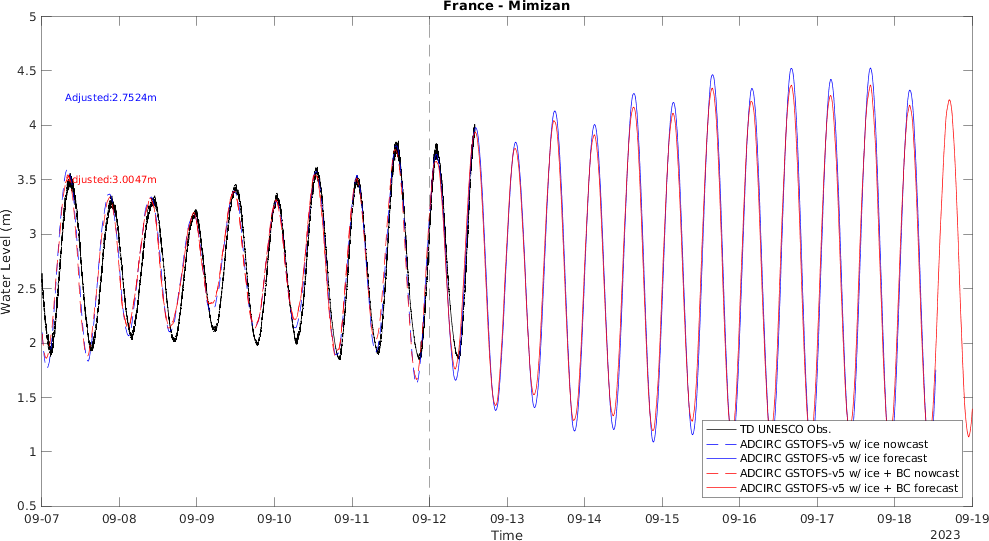 France - Mimizan
Water Level (m)
5
4.5
4
3.5
3
2.5
2
1.5
1
0.5
Adjusted:2.7524m
Adjusted:3.0047m
TD UNESCO Obs.
ADCIRC GSTOFS-v5 w/ ice nowcast
ADCIRC GSTOFS-v5 w/ ice forecast
ADCIRC GSTOFS-v5 w/ ice + BC nowcast
ADCIRC GSTOFS-v5 w/ ice + BC forecast
09-07 09-08 09-09 09-10 09-11 09-12 09-13 09-14 09-15 09-16 09-17 09-18 09-19
Time
2023